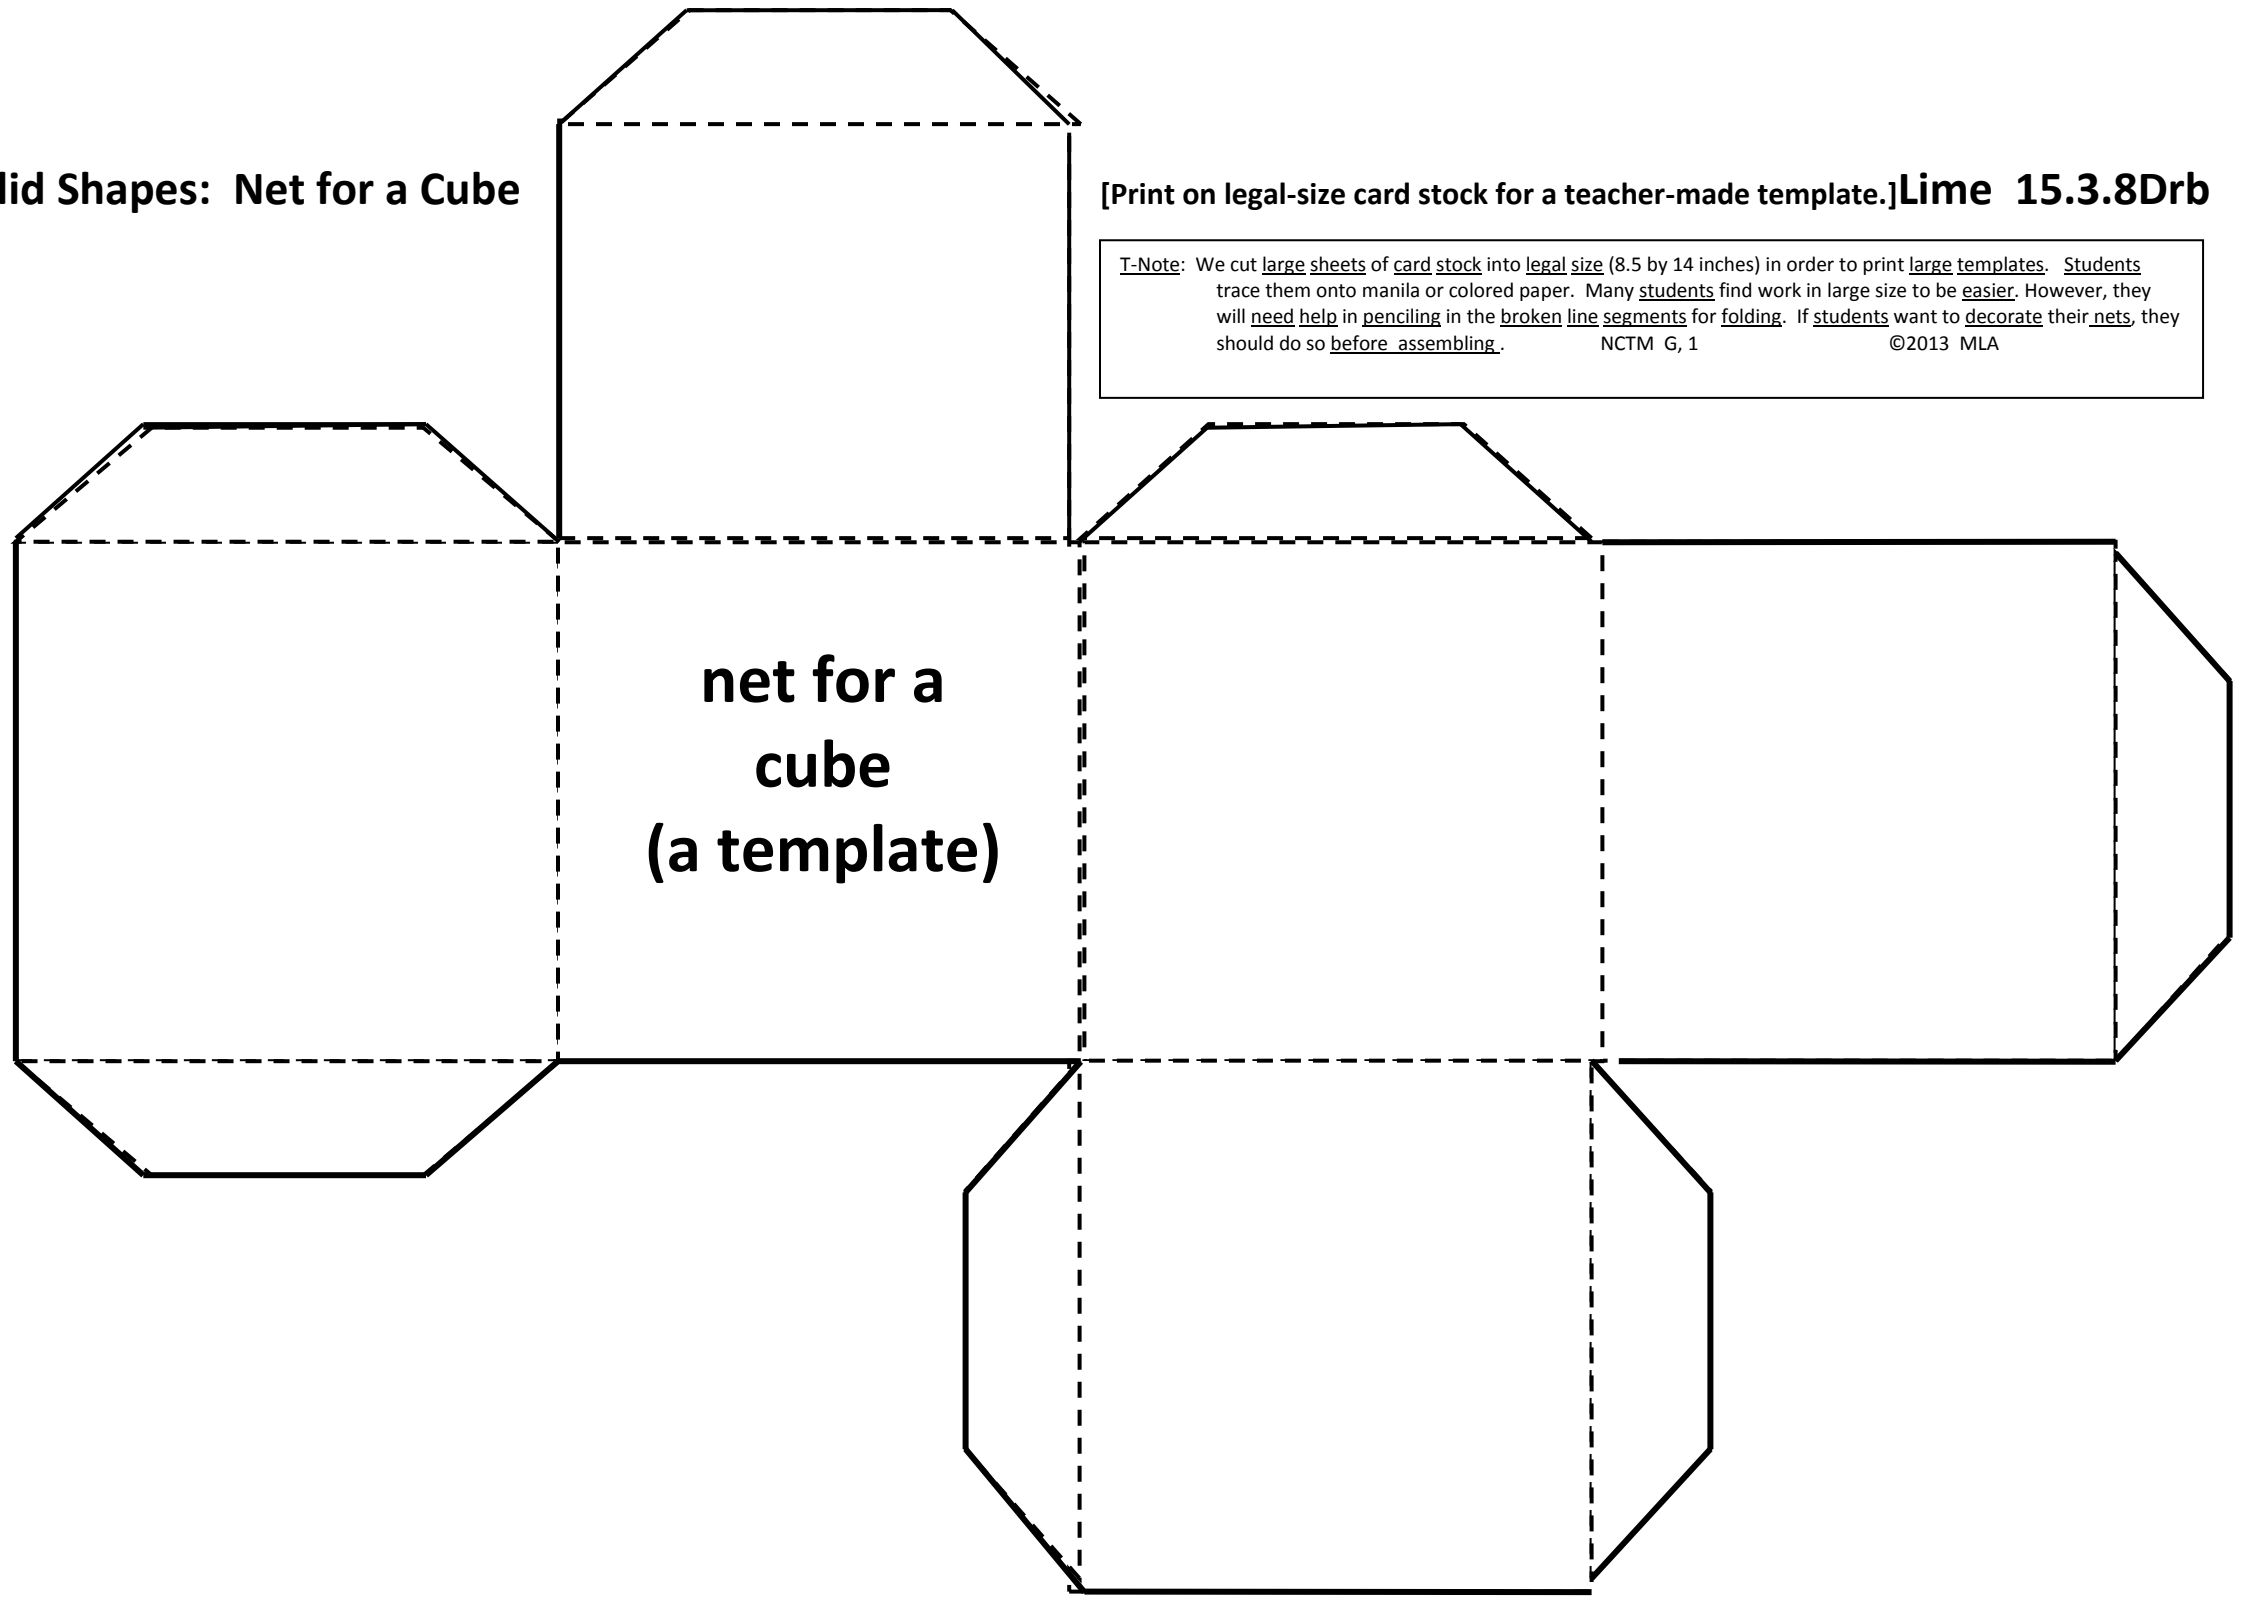 lid Shapes:  Net for a Cube
[Print on legal-size card stock for a teacher-made template.]Lime  15.3.8Drb
T-Note:  We cut large sheets of card stock into legal size (8.5 by 14 inches) in order to print large templates.   Students
trace them onto manila or colored paper.  Many students find work in large size to be easier. However, they
will need help in penciling in the broken line segments for folding.  If students want to decorate their nets, they
should do so before  assembling .                    NCTM  G, 1                                        ©2013  MLA
net for a
cube
(a template)